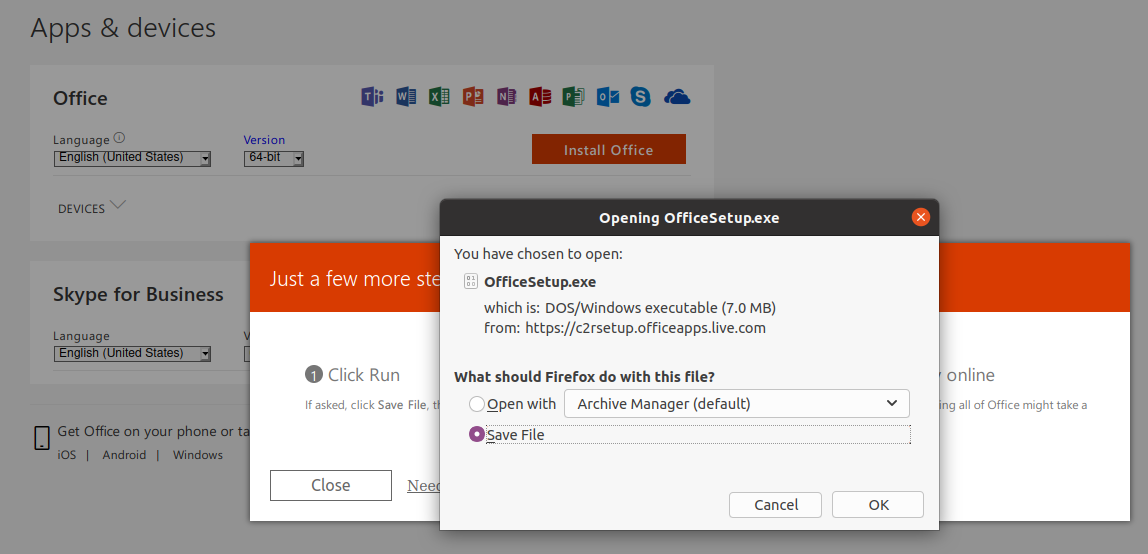 Apps & devices
Office
Language
Version
English (United States)
64-bit
Install Office
DEVICES
Skype for Business
Language
English (United States)
Get Office on your phone or ta
iOS | Android | Windows
Just a few more ste
1 Click Run
If asked, click Save File, th
online
ing all of Office might take a
Close
Need
Opening OfficeSetup.exe
You have chosen to open:
OfficeSetup.exe
which is: DOS/Windows executable (7.0 MB)
from: https://c2rsetup.officeapps.live.com
What should Firefox do with this file?
Open with
Archive Manager (default)
Save File
Cancel
OK